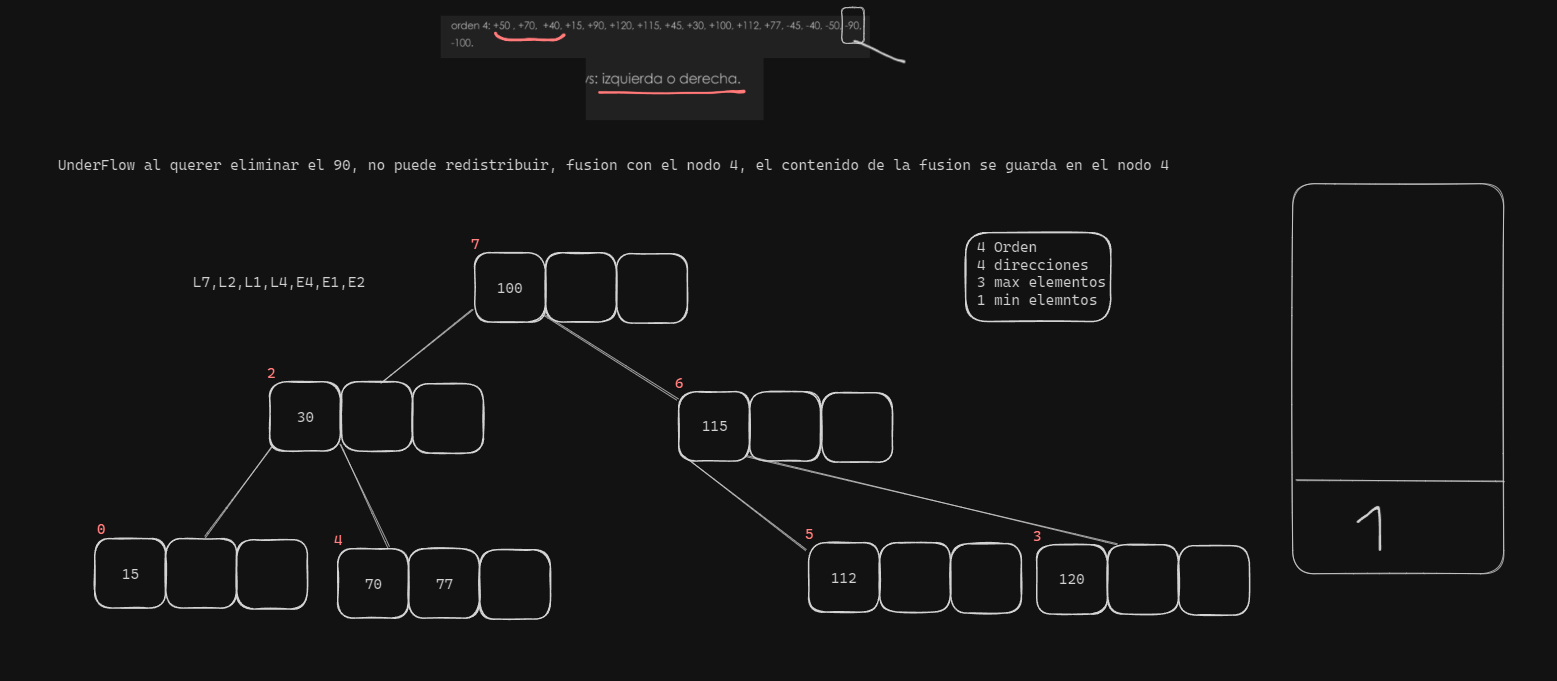 orden 4: +50 , +70, +40, +15, +90, +120, +115, +45, +30, +100, +112, +77, -45, -40, -50, -90,
-100,
izquierda o derecha.
UnderFlow al querer eliminar el 90, no puede redistribuir, fusion con el nodo 4, el contenido de la fusion se guarda en el nodo 4
L7,L2,L1,L4,E4,E1,E2
7
100
4 Orden
4 direcciones
3 max elementos
1 min elemntos
2
30
6
115
0
15
4
70 77
5
112
3
120
1